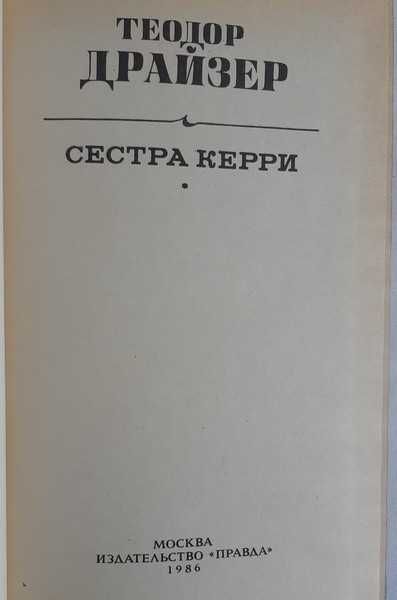 ТЕОДОР
ДРАЙЗЕР
СЕСТРА КЕРРИ
•
МОСКВА
ИЗДАТЕЛЬСТВО «ПРАВДА»
1986